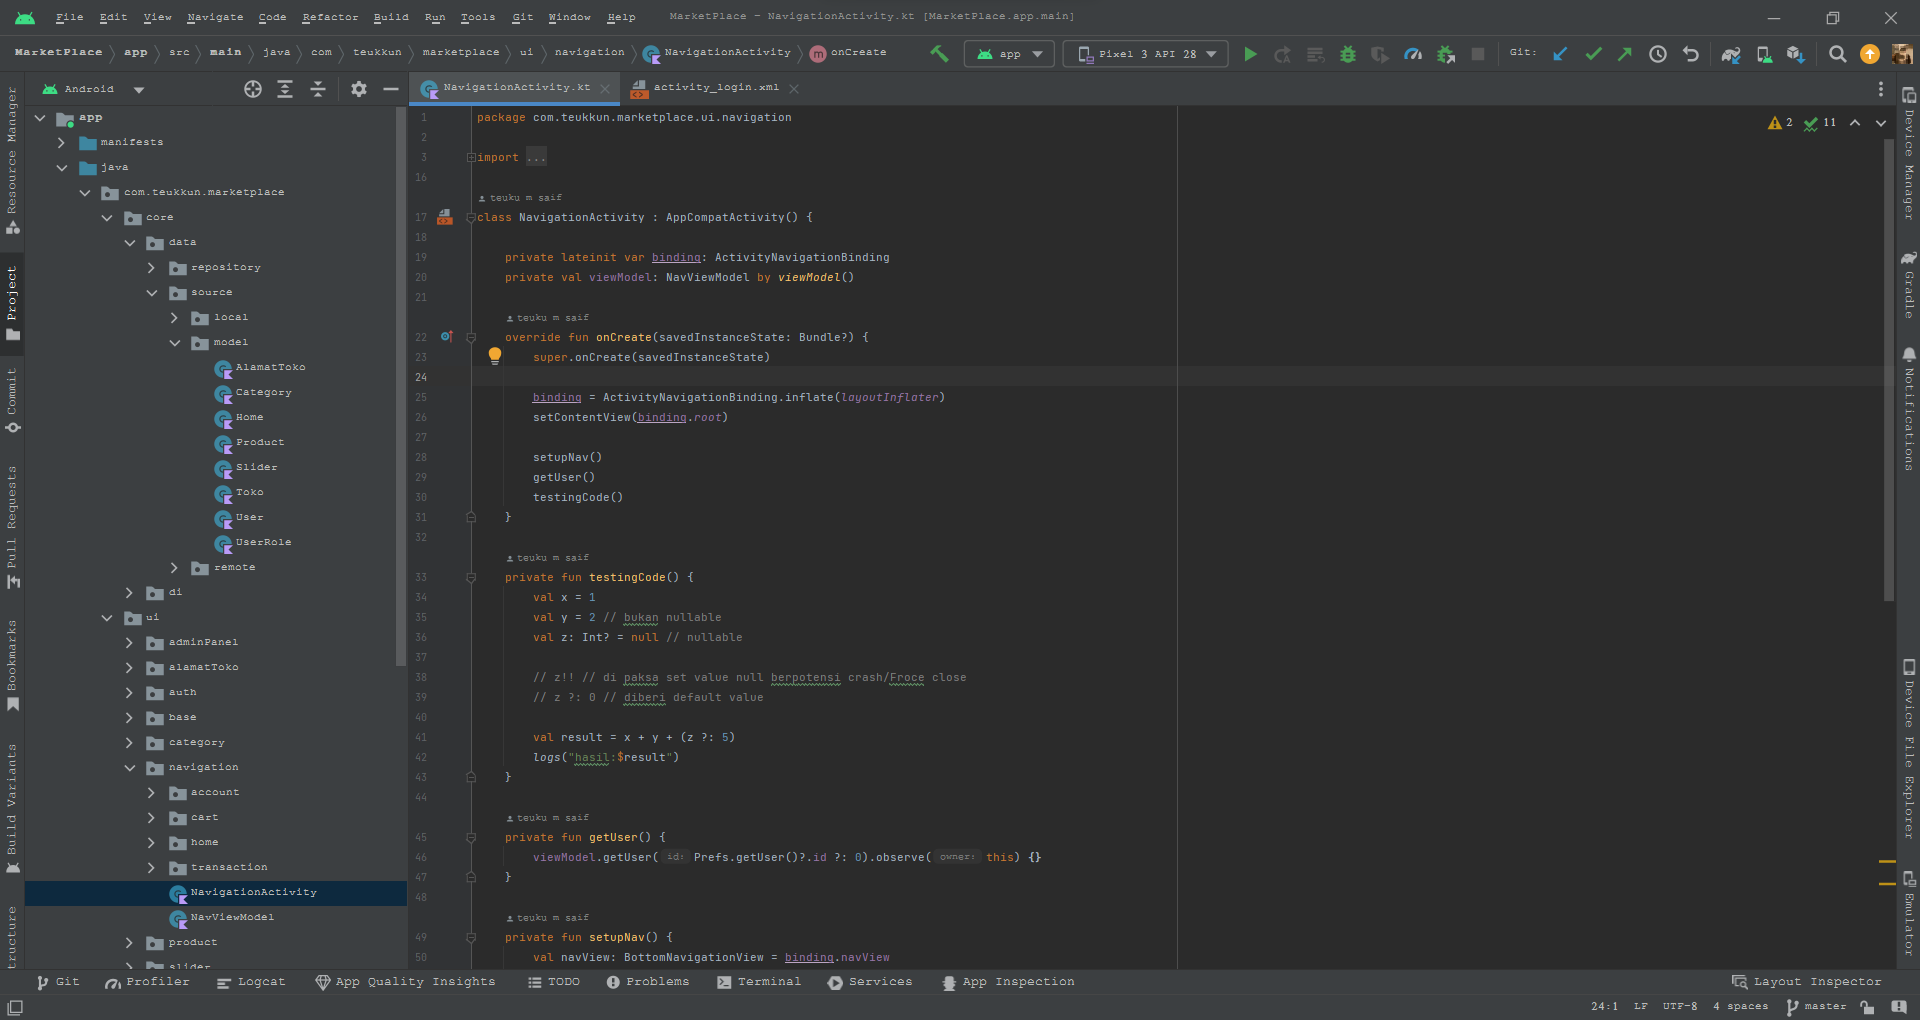 File Edit View Navigate Code Refactor Build Run Tools Git Window Help MarketPlace – NavigationActivity.kt [MarketPlace.app.main]
MarketPlace app src main java com teukkun marketplace ui navigation NavigationActivity onCreate app Pixel 3 API 28 Git:
Android
NavigationActivity.kt activity_login.xml
Resource Manager
Project
Commit
Pull Requests
Bookmarks
Build Variants
app
manifests
java
com.teukkun.marketplace
core
data
repository
source
local
model
AlamatToko
Category
Home
Product
Slider
Toko
User
UserRole
remote
di
ui
adminPanel
alamatToko
auth
base
category
navigation
account
cart
home
transaction
NavigationActivity
NavViewModel
product
slider
2 11
1 package com.teukkun.marketplace.ui.navigation
2
3 import ...
16
teuku m saif
17 class NavigationActivity : AppCompatActivity() {
18
19 private lateinit var binding: ActivityNavigationBinding
20 private val viewModel: NavViewModel by viewModel()
21
teuku m saif
22 override fun onCreate(savedInstanceState: Bundle?) {
23 super.onCreate(savedInstanceState)
24
25 binding = ActivityNavigationBinding.inflate(layoutInflater)
26 setContentView(binding.root)
27
28 setupNav()
29 getUser()
30 testingCode()
31 }
32
teuku m saif
33 private fun testingCode() {
34 val x = 1
35 val y = 2 // bukan nullable
36 val z: Int? = null // nullable
37
38 // z!! // di paksa set value null berpotensi crash/Froce close
39 // z ?: 0 // diberi default value
40
41 val result = x + y + (z ?: 5)
42 logs("hasil:$result")
43 }
44
teuku m saif
45 private fun getUser() {
46 viewModel.getUser( id: Prefs.getUser()?.id ?: 0).observe( owner: this) {}
47 }
48
teuku m saif
49 private fun setupNav() {
50 val navView: BottomNavigationView = binding.navView
Device Manager
Gradle
Notifications
Device File Explorer
Emulator
Git Profiler Logcat App Quality Insights TODO Problems Terminal Services App Inspection Layout Inspector
24:1 LF UTF-8 4 spaces master